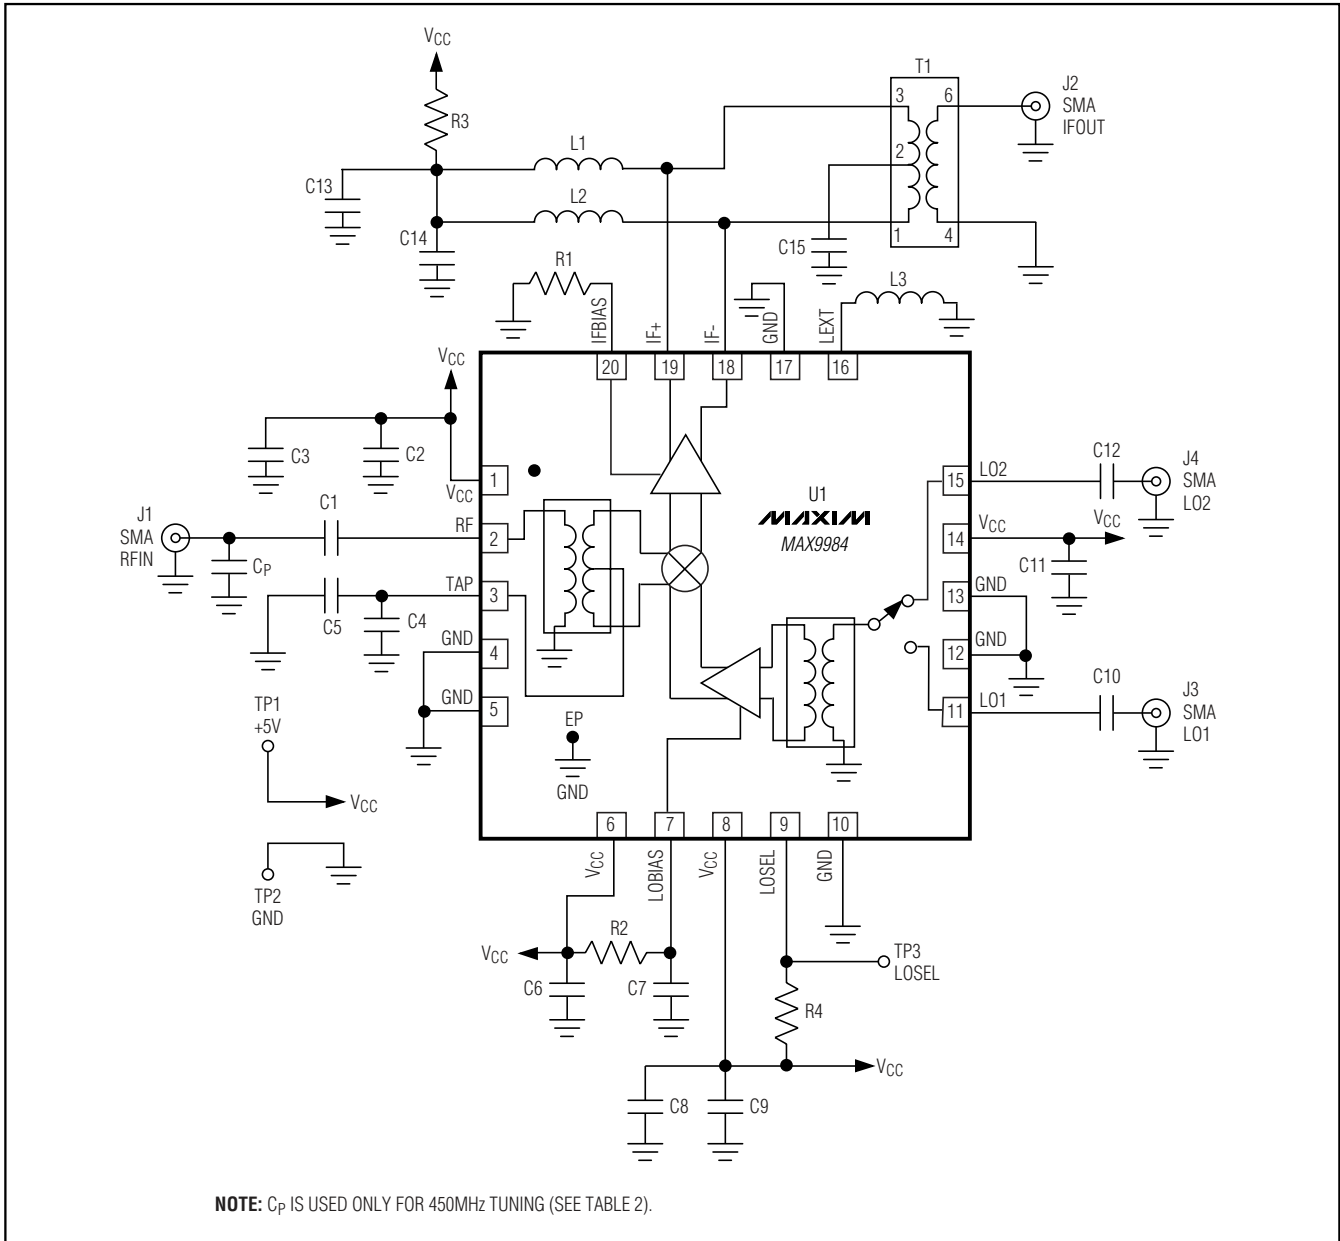 VCC
R3
T1
3
6
J2
SMA
IFOUT
L1
2
C13
L2
C14
1
4
C15
R1
L3
IFBIAS
IF+
IF-
GND
LEXT
20
19
18
17
16
VCC
C3
C2
1
VCC
C1
RF
2
J1
SMA
RFIN
CP
TAP
3
C5
C4
GND
4
GND
5
TP1
+5V
VCC
TP2
GND
EP
GND
U1
MAXIM
MAX9984
15
LO2
C12
J4
SMA
LO2
14
VCC
VCC
C11
13
GND
12
GND
C10
11
LO1
J3
SMA
LO1
6
7
8
9
10
VCC
LOBIAS
VCC
LOSEL
GND
VCC
R2
C6
C7
TP3
LOSEL
R4
VCC
C8
C9
NOTE: CP IS USED ONLY FOR 450MHz TUNING (SEE TABLE 2).